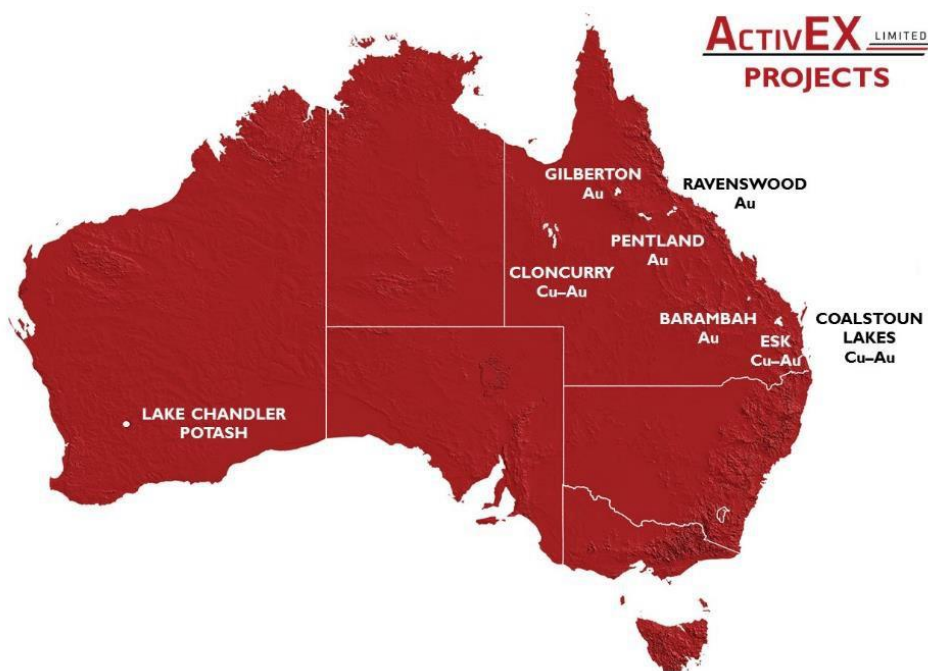 ACTIVEX LIMITED
PROJECTS
GILBERTON
Au
RAVENSWOOD
Au
PENTLAND
Au
CLONCURRY
Cu–Au
BARAMBAH
Au
ESK
Cu–Au
COALSTOUN
LAKES
Cu–Au
LAKE CHANDLER
POTASH